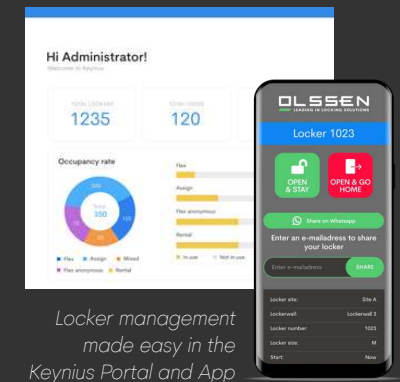 Hi Administrator!
Welcome to Keynius
TOTAL LOCKERS
1235
120
Occupancy rate
Total
350
Flex
Assign
Mixed
Flex anonymous
Rental
Flex
Assign
Flex anonymous
Rental
In use
Not in use
OLSSEN
LEADING IN LOCKING SOLUTIONS
Locker 1023
OPEN
& STAY
OPEN & GO
HOME
Share on Whatsapp
Enter an e-mailadress to share
your locker
Enter e-mailadress
SHARE
Locker site: Site A
Lockerwall: Lockerwall 3
Locker number: 1023
Locker size: M
Start: Now
Locker management
made easy in the
Keynius Portal and App